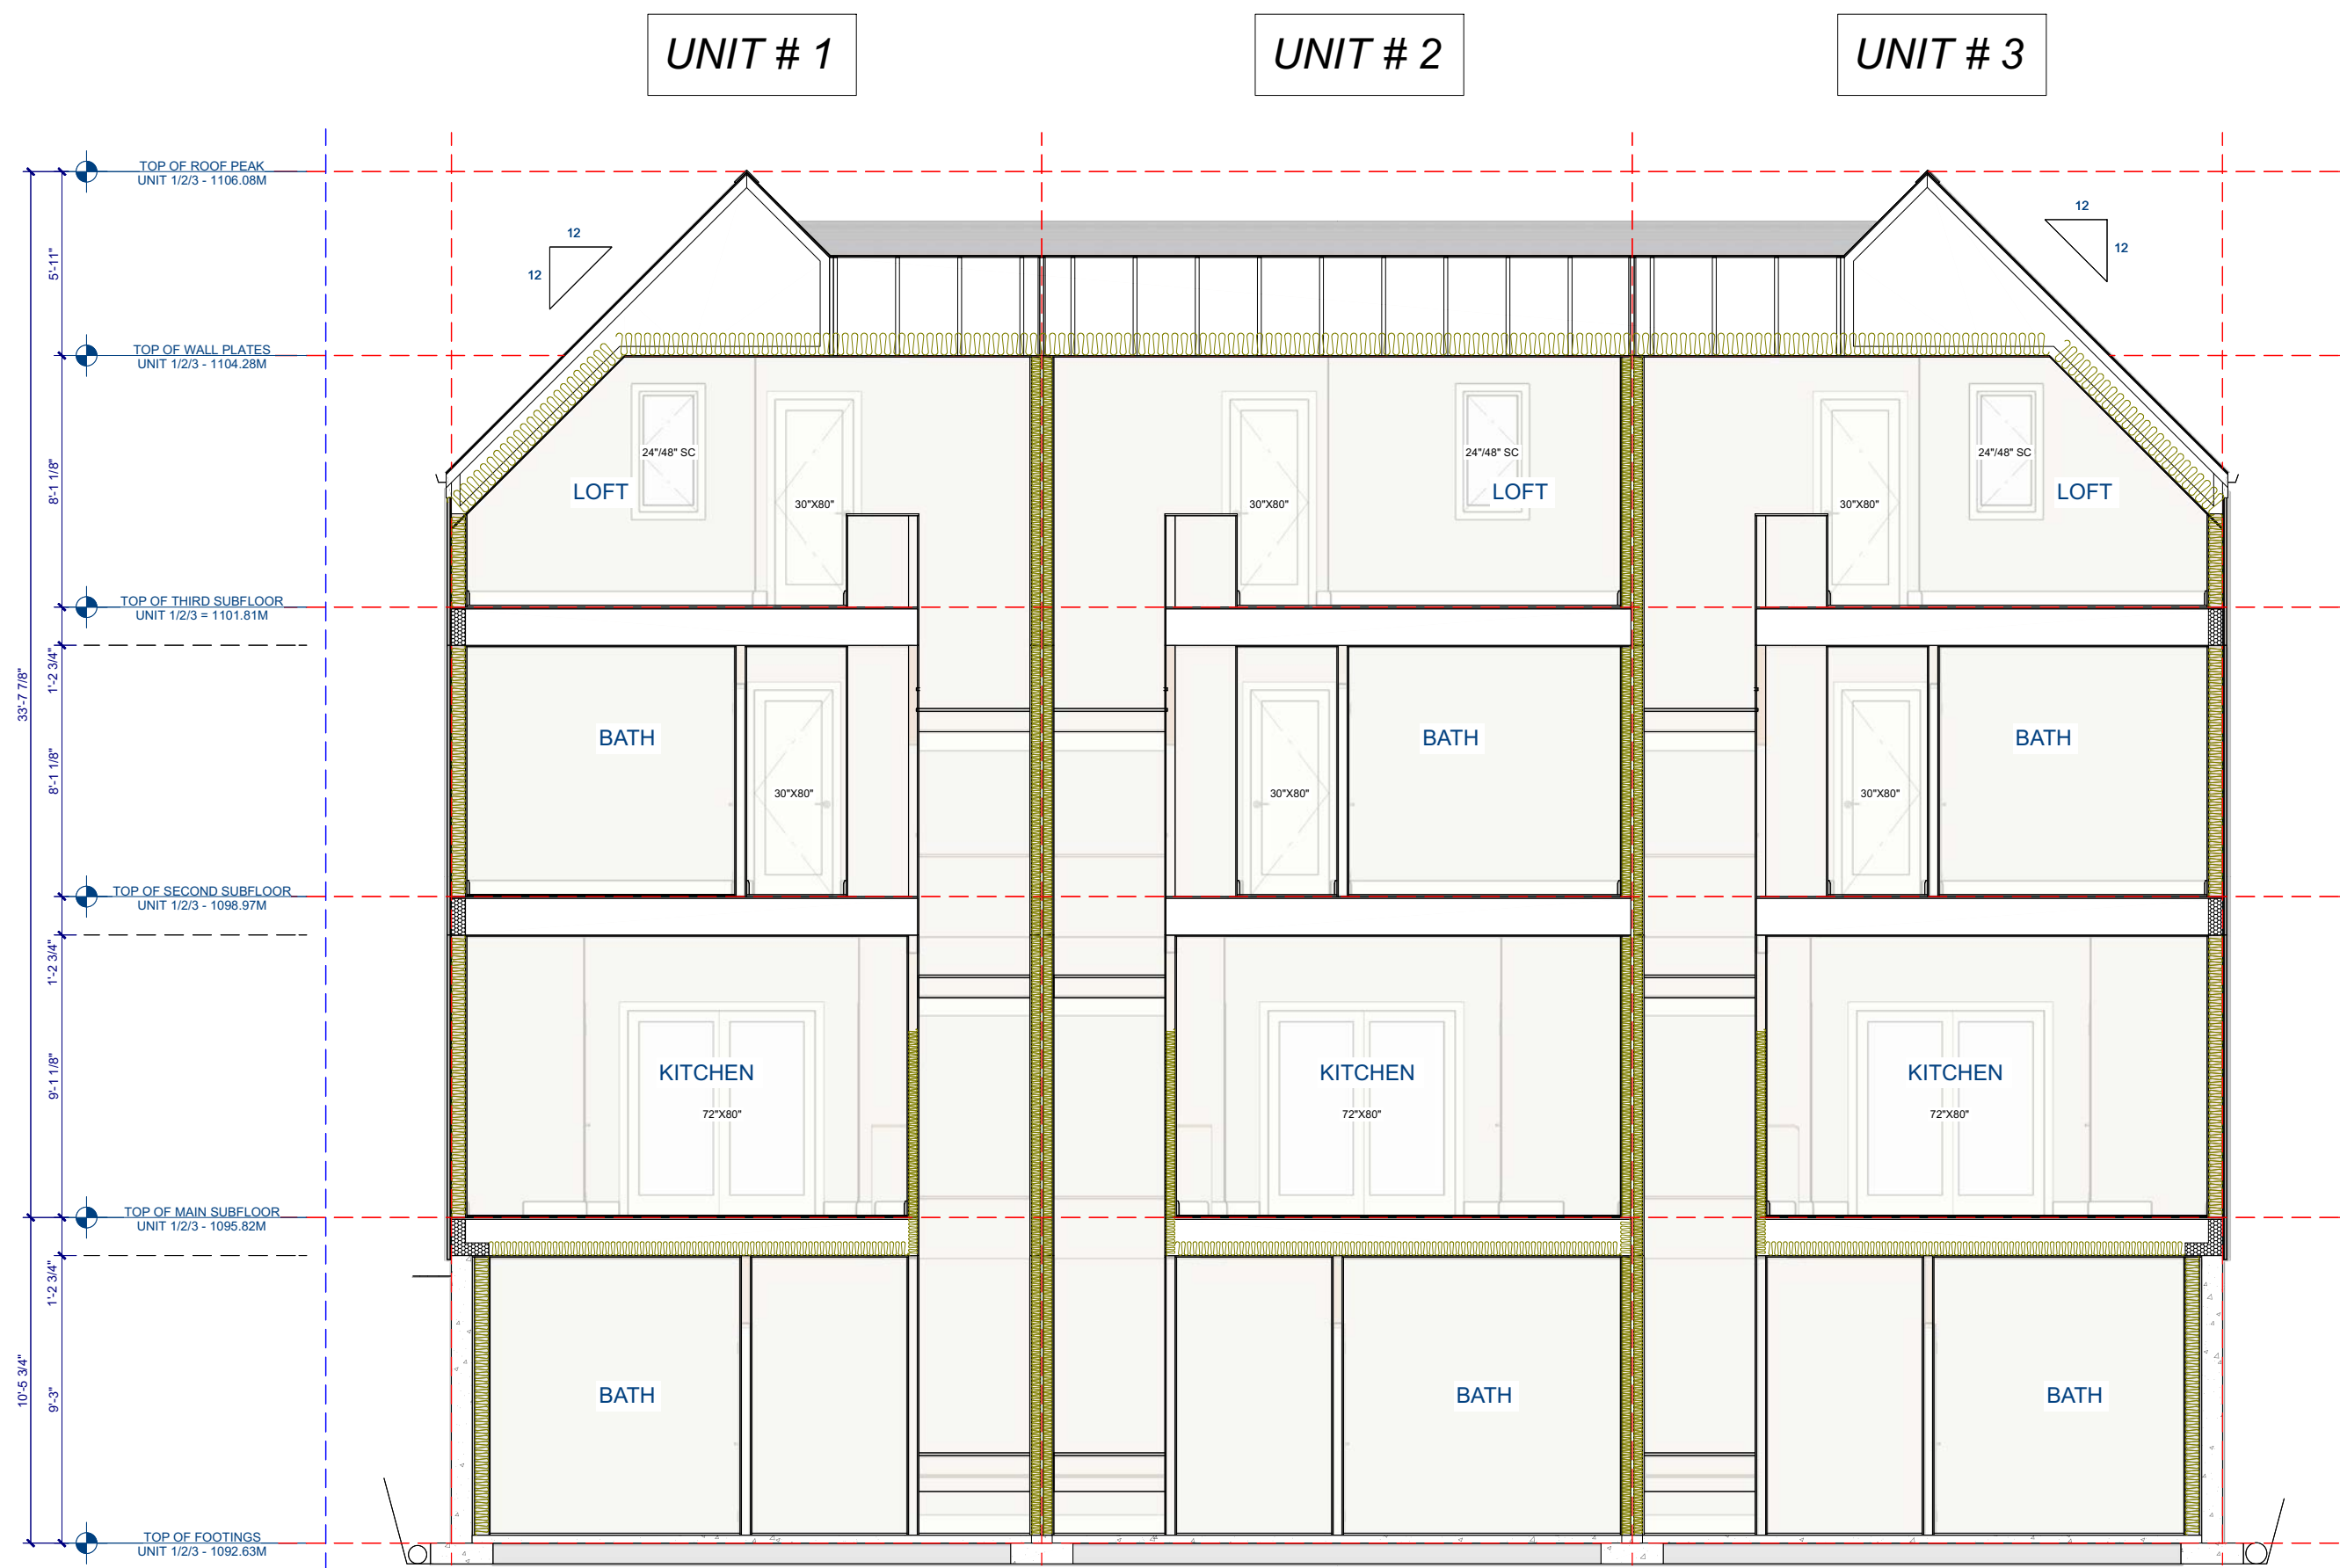 UNIT # 1
UNIT # 2
UNIT # 3
TOP OF ROOF PEAK
UNIT 1/2/3 - 1106.08M
12
12
12
12
5'-11"
TOP OF WALL PLATES
UNIT 1/2/3 - 1104.28M
24"/48" SC
24"/48" SC
24"/48" SC
LOFT
LOFT
LOFT
30"X80"
30"X80"
30"X80"
8'-1 1/8"
TOP OF THIRD SUBFLOOR
UNIT 1/2/3 = 1101.81M
1'-2 3/4"
33'-7 7/8"
BATH
BATH
BATH
30"X80"
30"X80"
30"X80"
8'-1 1/8"
TOP OF SECOND SUBFLOOR
UNIT 1/2/3 - 1098.97M
1'-2 3/4"
KITCHEN
KITCHEN
KITCHEN
72"X80"
72"X80"
72"X80"
9'-1 1/8"
TOP OF MAIN SUBFLOOR
UNIT 1/2/3 - 1095.82M
1'-2 3/4"
10'-5 3/4"
9'-3"
BATH
BATH
BATH
TOP OF FOOTINGS
UNIT 1/2/3 - 1092.63M